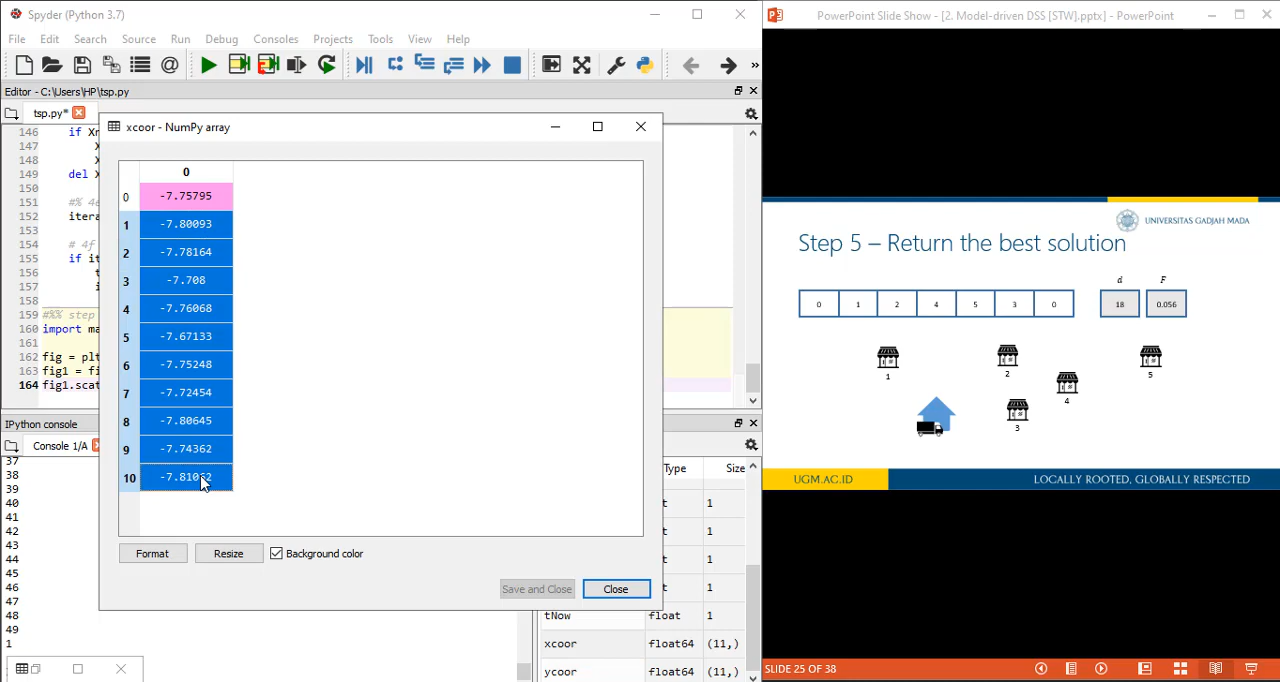 Spyder (Python 3.7)
File Edit Search Source Run Debug Consoles Projects Tools View Help
Editor - C:\Users\HP\tsp.py
tsp.py*
146 if Xn
147 X
148 X
149 del X
150
151 #% 4e
152 itera
153
154 # 4f
155 if it
156 t
157 i
158
159 #%% step
160 import ma
161
162 fig = plt
163 fig1 = fi
164 fig1.scat
xcoor - NumPy array
0
0 -7.75795
1 -7.80093
2 -7.78164
3 -7.708
4 -7.76068
5 -7.67133
6 -7.75248
7 -7.72454
8 -7.80645
9 -7.74362
10
Format Resize Background color
Save and Close Close
IPython console
Console 1/A
37
38
39
40
41
42
43
44
45
46
47
48
49
1
Type Size
t 1
t 1
t 1
t 1
tNow float 1
xcoor float64 (11,)
ycoor float64 (11,)
PowerPoint Slide Show - [2. Model-driven DSS [STW].pptx] - PowerPoint
UNIVERSITAS GADJAH MADA
Step 5 – Return the best solution
d F
0 1 2 4 5 3 0 18 0.056
1
2
5
4
3
UGM.AC.ID LOCALLY ROOTED, GLOBALLY RESPECTED
SLIDE 25 OF 38